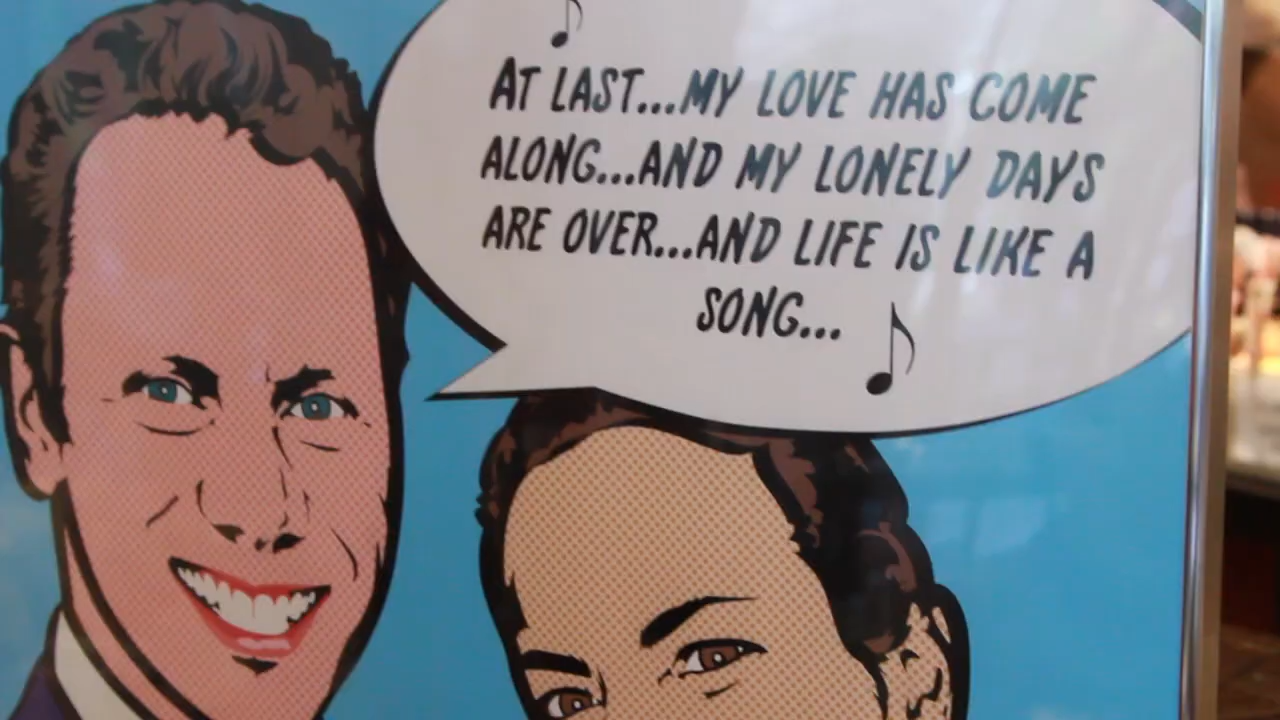 AT LAST...MY LOVE HAS COME
ALONG...AND MY LONELY DAYS
ARE OVER...AND LIFE IS LIKE A
SONG...